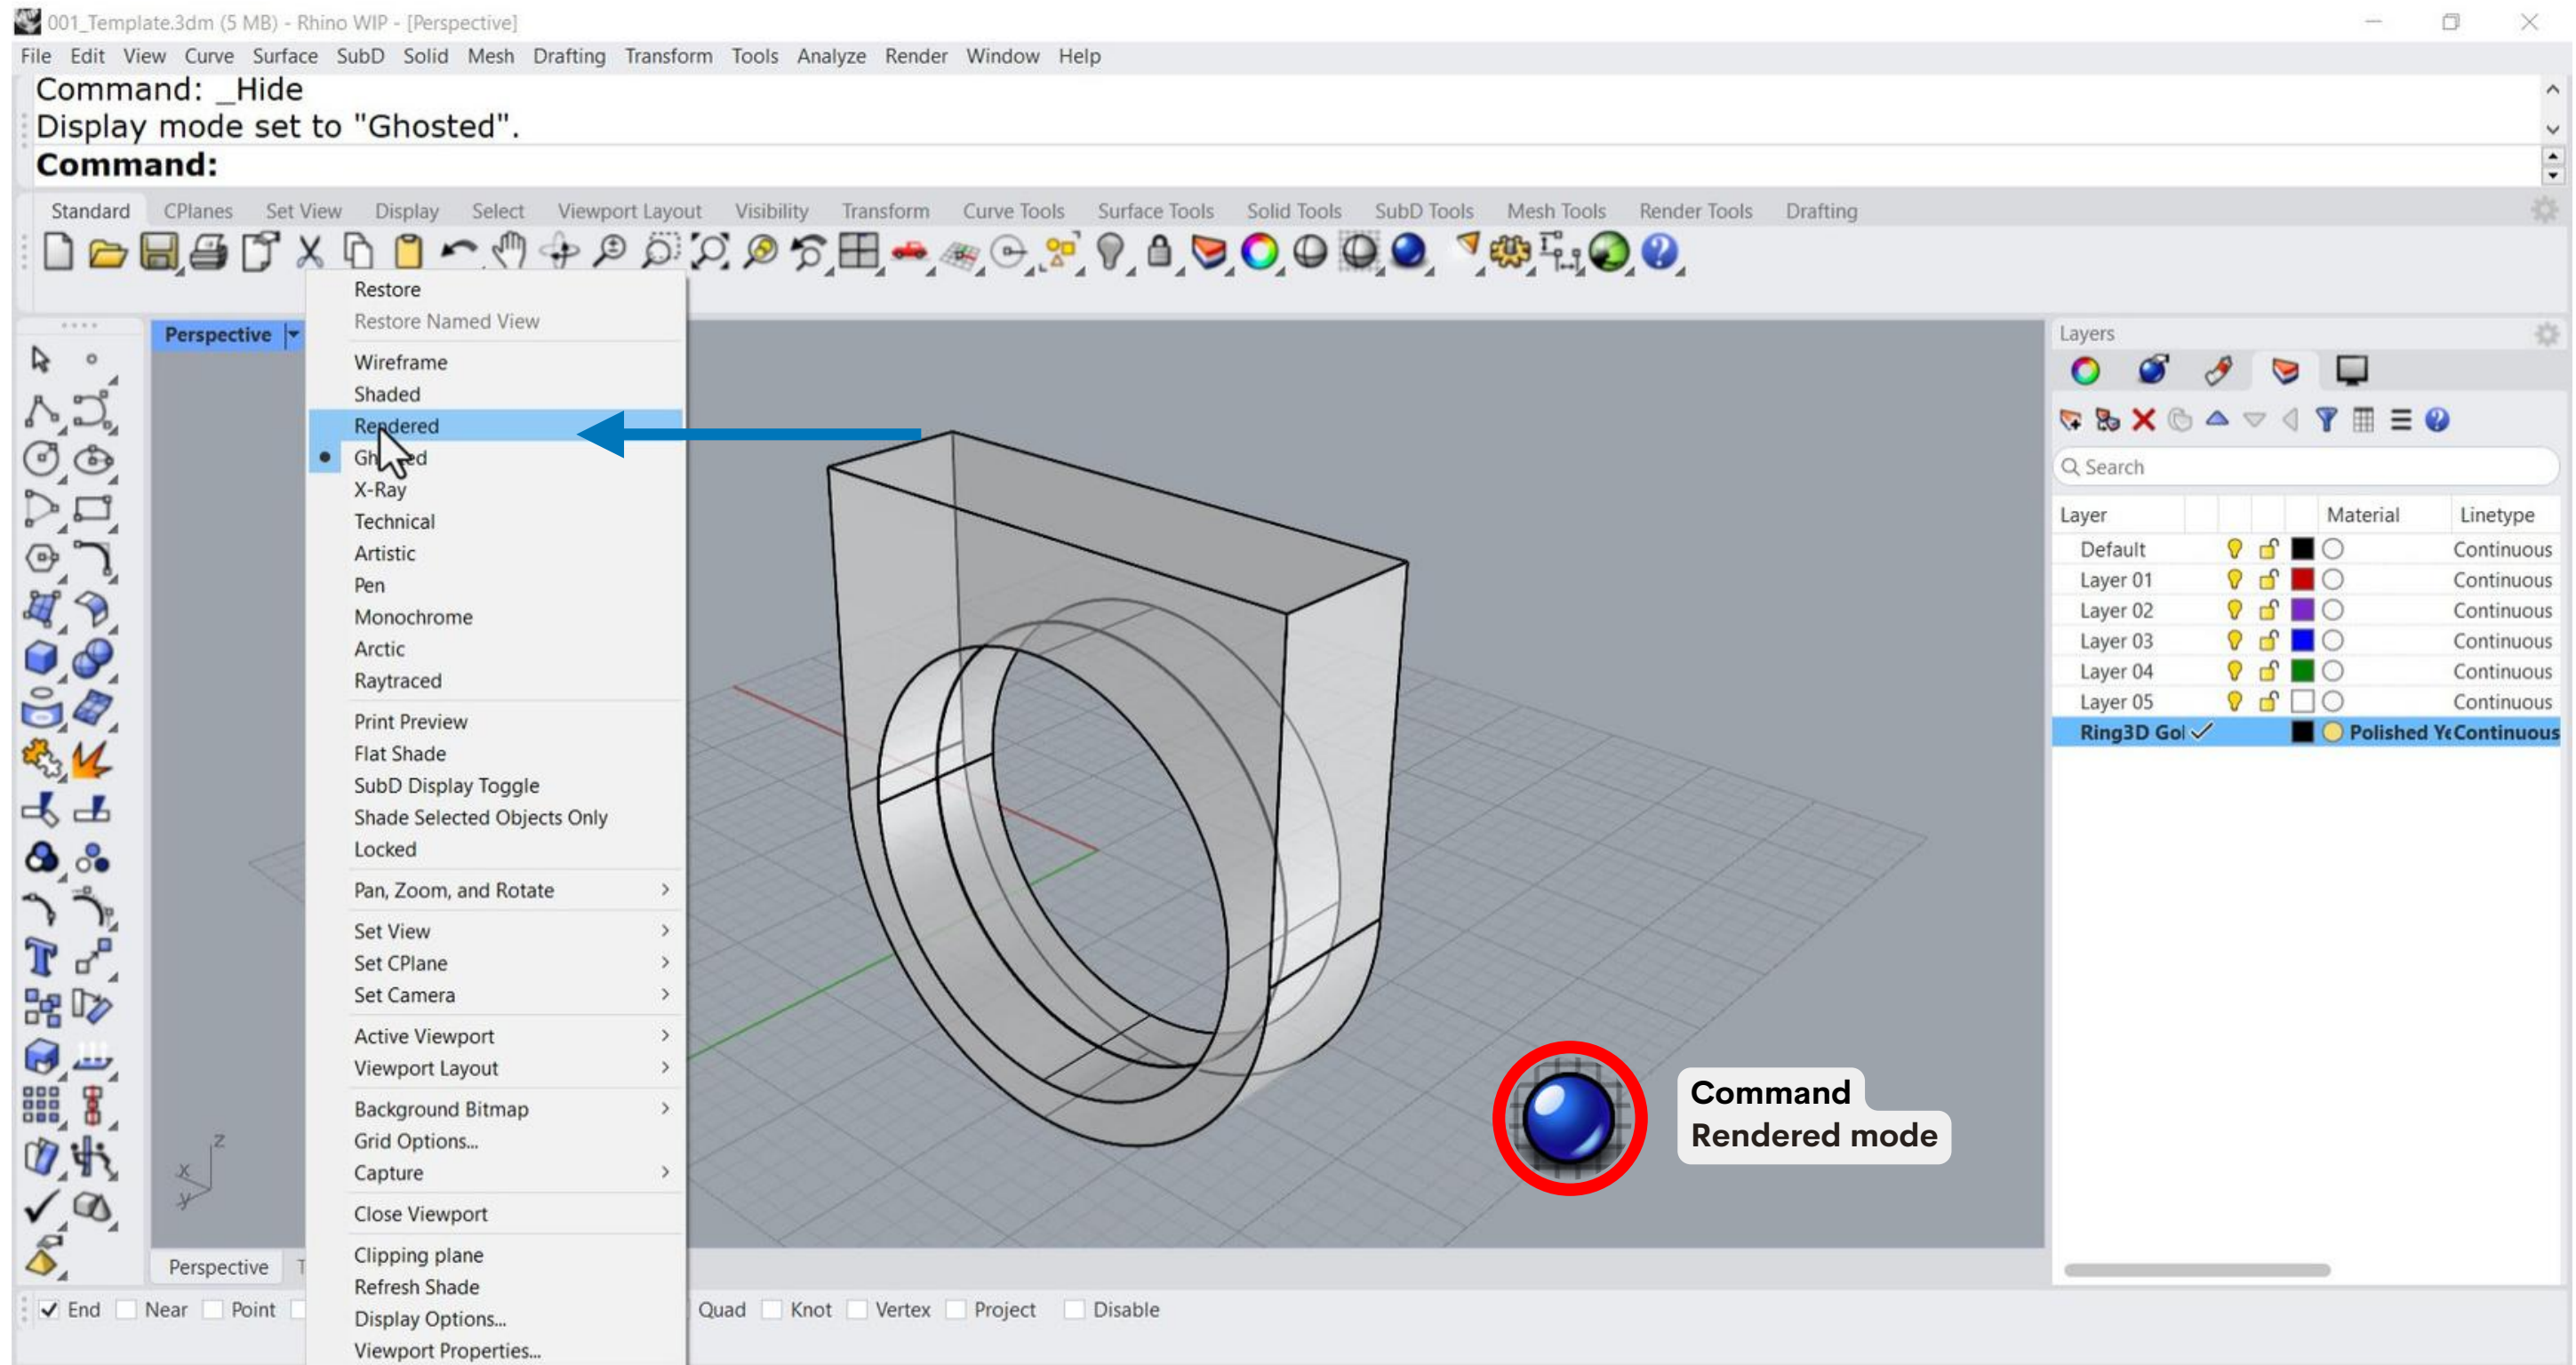 001_Template.3dm (5 MB) - Rhino WIP - [Perspective]
File Edit View Curve Surface SubD Solid Mesh Drafting Transform Tools Analyze Render Window Help
Command: _Hide
Display mode set to "Ghosted".
Command:
Standard CPlanes Set View Display Select Viewport Layout Visibility Transform Curve Tools Surface Tools Solid Tools SubD Tools Mesh Tools Render Tools Drafting
Perspective
Restore
Restore Named View
Wireframe
Shaded
Rendered
X-Ray
Technical
Artistic
Pen
Monochrome
Arctic
Raytraced
Print Preview
Flat Shade
SubD Display Toggle
Shade Selected Objects Only
Locked
Pan, Zoom, and Rotate
Set View
Set CPlane
Set Camera
Active Viewport
Viewport Layout
Background Bitmap
Grid Options...
Capture
Close Viewport
Clipping plane
Refresh Shade
Display Options...
Viewport Properties...
Layers
Search
Layer Material Linetype
Default Continuous
Layer 01 Continuous
Layer 02 Continuous
Layer 03 Continuous
Layer 04 Continuous
Layer 05 Continuous
Ring3D Gol Polished Ye Continuous
Command
Rendered mode
z
x
y
Perspective T
End Near Point Quad Knot Vertex Project Disable